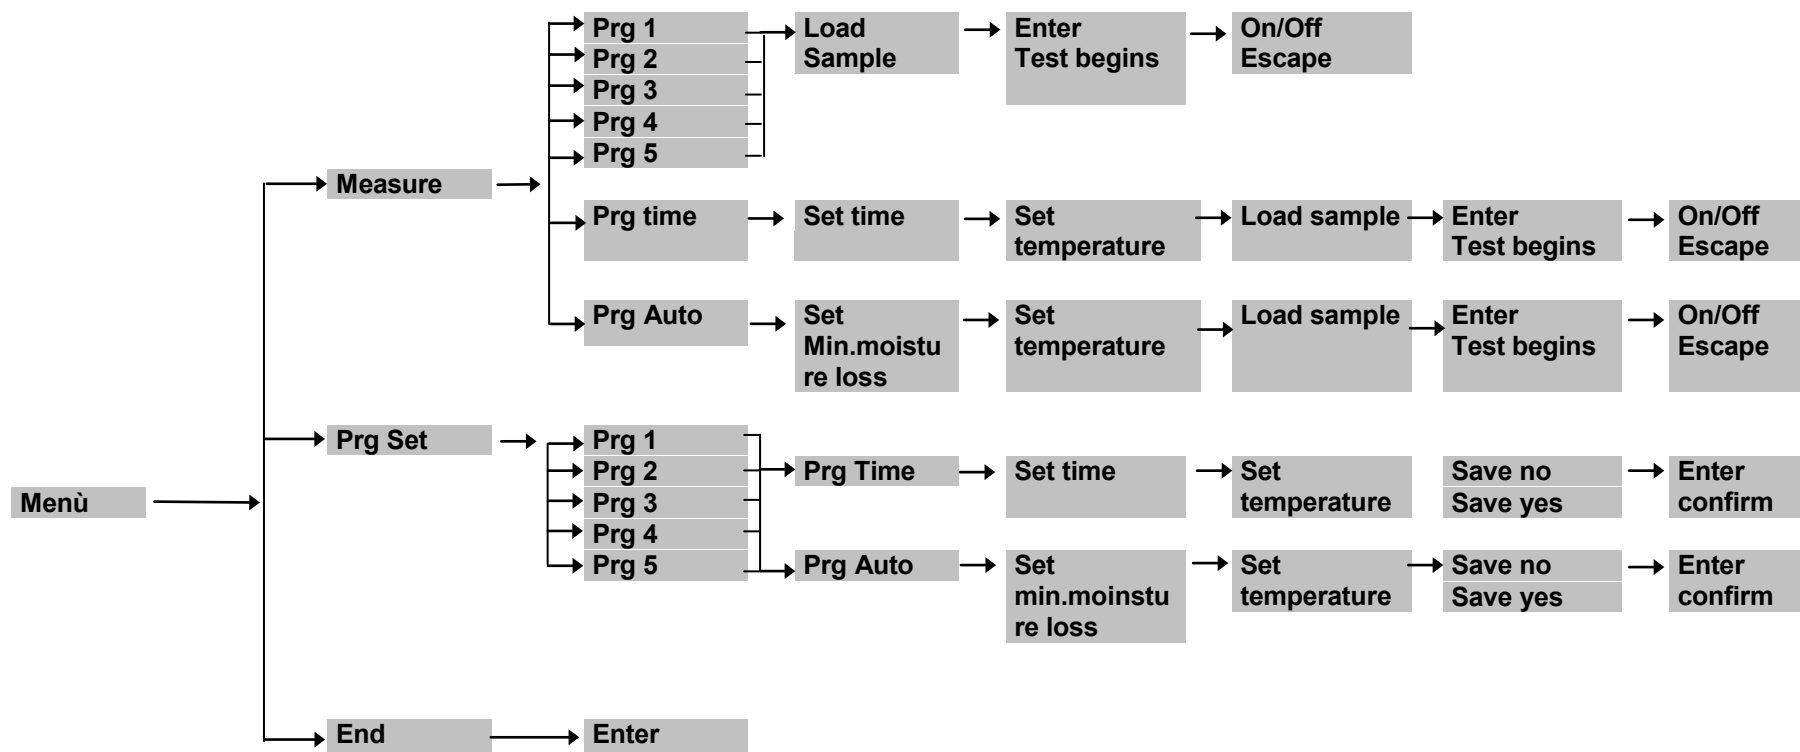 Prg 1
Prg 2
Prg 3
Prg 4
Prg 5
Load
Sample
Enter
Test begins
On/Off
Escape
Measure
Prg time
Set time
Set
temperature
Load sample
Enter
Test begins
On/Off
Escape
Prg Auto
Set
Min.moistu
re loss
Set
temperature
Load sample
Enter
Test begins
On/Off
Escape
Prg Set
Prg 1
Prg 2
Prg 3
Prg 4
Prg 5
Prg Time
Set time
Set
temperature
Save no
Save yes
Enter
confirm
Menù
Prg Auto
Set
min.moinstu
re loss
Set
temperature
Save no
Save yes
Enter
confirm
End
Enter